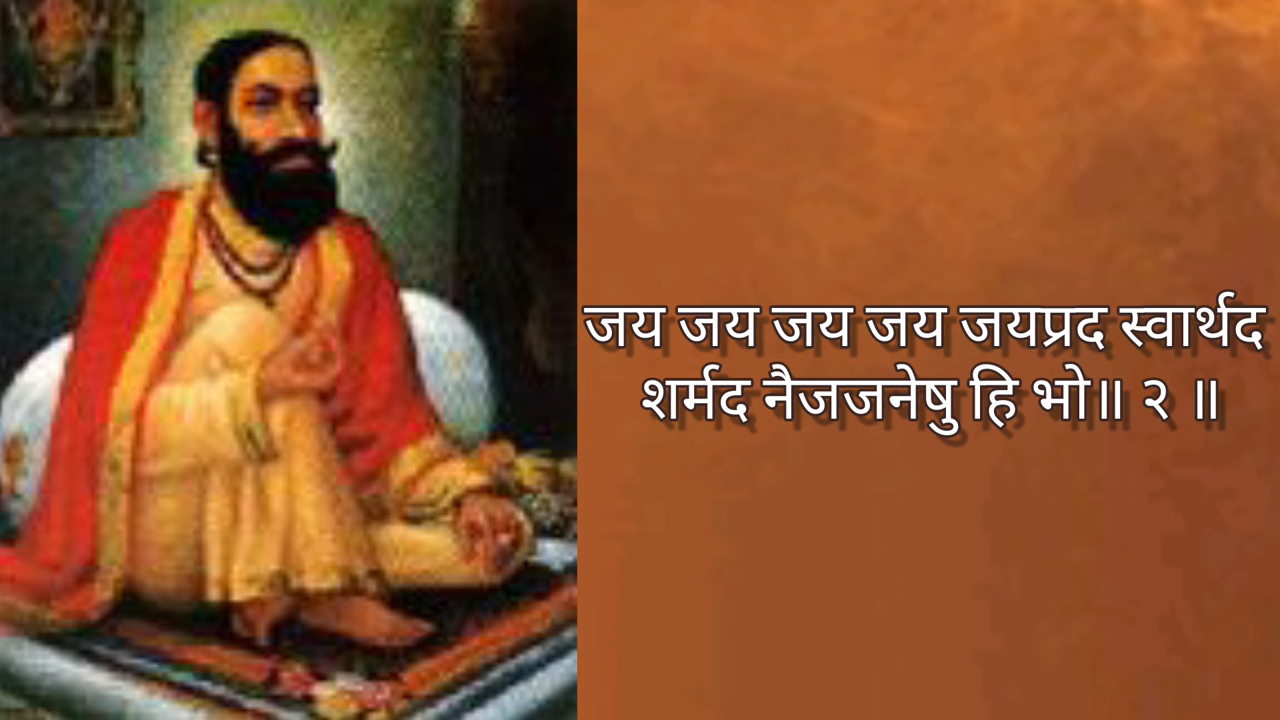 जय जय जय जय जयप्रद स्वार्थद
शर्मद नैजजनेषु हि भो॥ २ ॥